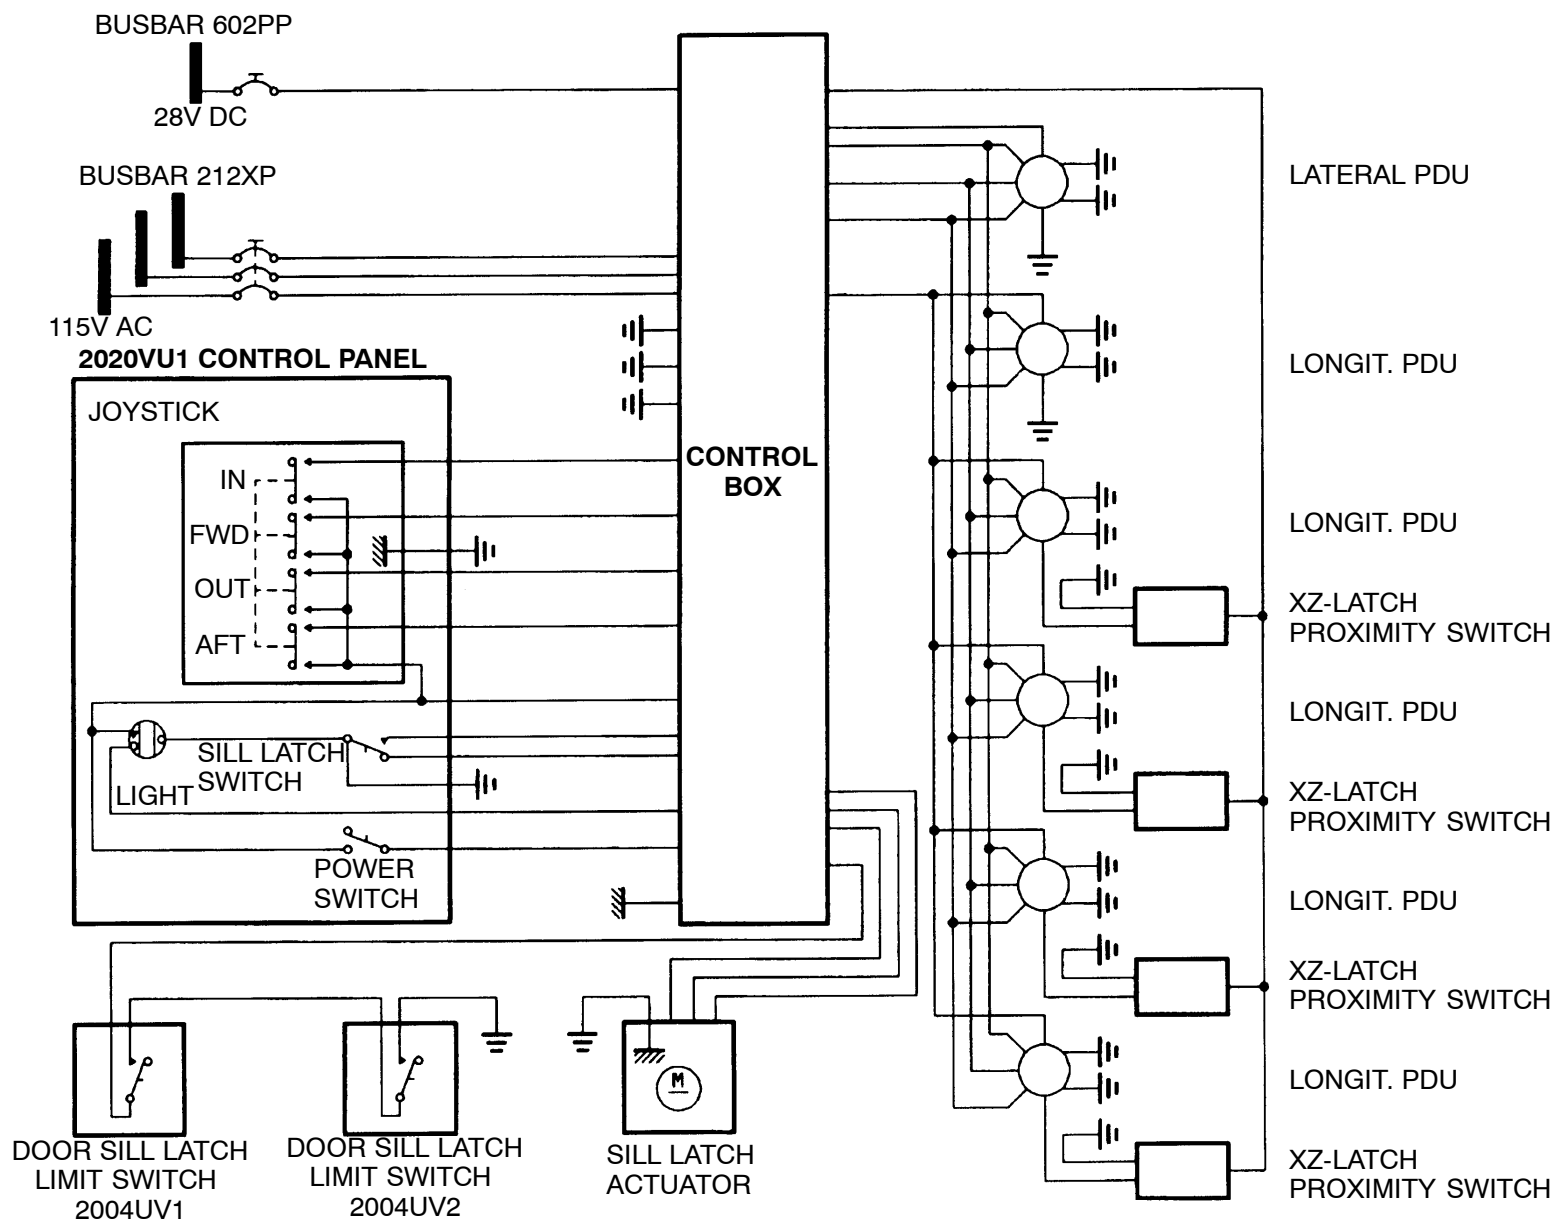 BUSBAR 602PP
28V DC
BUSBAR 212XP
115V AC
2020VU1 CONTROL PANEL
JOYSTICK
IN
FWD
OUT
AFT
SILL LATCH
SWITCH
LIGHT
POWER
SWITCH
CONTROL
BOX
LATERAL PDU
LONGIT. PDU
LONGIT. PDU
XZ-LATCH
PROXIMITY SWITCH
LONGIT. PDU
XZ-LATCH
PROXIMITY SWITCH
LONGIT. PDU
XZ-LATCH
PROXIMITY SWITCH
LONGIT. PDU
XZ-LATCH
PROXIMITY SWITCH
DOOR SILL LATCH
LIMIT SWITCH
2004UV1
DOOR SILL LATCH
LIMIT SWITCH
2004UV2
M
SILL LATCH
ACTUATOR